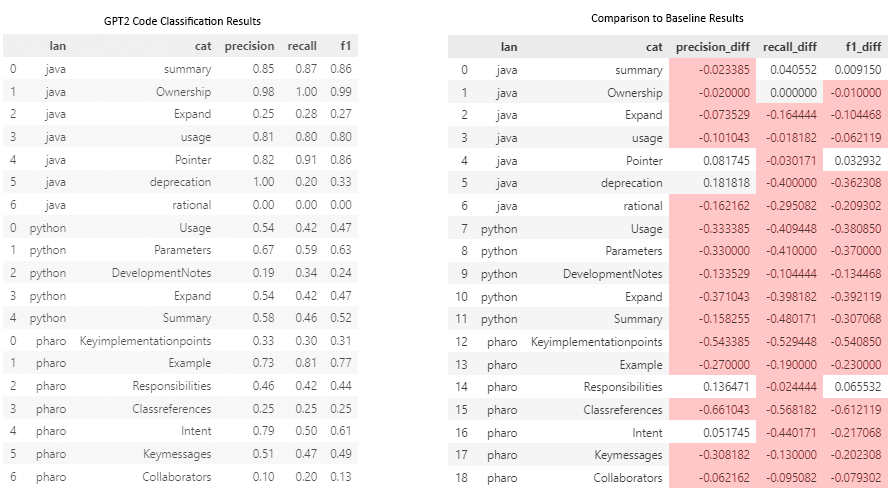 GPT2 Code Classification Results
lan cat precision recall f1
0 java summary 0.85 0.87 0.86
1 java Ownership 0.98 1.00 0.99
2 java Expand 0.25 0.28 0.27
3 java usage 0.81 0.80 0.80
4 java Pointer 0.82 0.91 0.86
5 java deprecation 1.00 0.20 0.33
6 java rational 0.00 0.00 0.00
0 python Usage 0.54 0.42 0.47
1 python Parameters 0.67 0.59 0.63
2 python DevelopmentNotes 0.19 0.34 0.24
3 python Expand 0.54 0.42 0.47
4 python Summary 0.58 0.46 0.52
0 pharo Keyimplementationpoints 0.33 0.30 0.31
1 pharo Example 0.73 0.81 0.77
2 pharo Responsibilities 0.46 0.42 0.44
3 pharo Classreferences 0.25 0.25 0.25
4 pharo Intent 0.79 0.50 0.61
5 pharo Keymessages 0.51 0.47 0.49
6 pharo Collaborators 0.10 0.20 0.13
Comparison to Baseline Results
lan cat precision_diff recall_diff f1_diff
0 java summary -0.023385 0.040552 0.009150
1 java Ownership -0.020000 0.000000 -0.010000
2 java Expand -0.073529 -0.164444 -0.104468
3 java usage -0.101043 -0.018182 -0.062119
4 java Pointer 0.081745 -0.030171 0.032932
5 java deprecation 0.181818 -0.400000 -0.362308
6 java rational -0.162162 -0.295082 -0.209302
7 python Usage -0.333385 -0.409448 -0.380850
8 python Parameters -0.330000 -0.410000 -0.370000
9 python DevelopmentNotes -0.133529 -0.104444 -0.134468
10 python Expand -0.371043 -0.398182 -0.392119
11 python Summary -0.158255 -0.480171 -0.307068
12 pharo Keyimplementationpoints -0.543385 -0.529448 -0.540850
13 pharo Example -0.270000 -0.190000 -0.230000
14 pharo Responsibilities 0.136471 -0.024444 0.065532
15 pharo Classreferences -0.661043 -0.568182 -0.612119
16 pharo Intent 0.051745 -0.440171 -0.217068
17 pharo Keymessages -0.308182 -0.130000 -0.202308
18 pharo Collaborators -0.062162 -0.095082 -0.079302